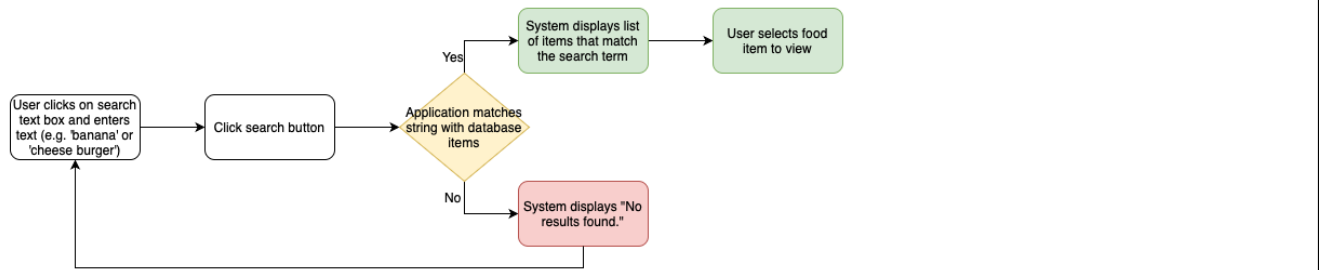 User clicks on search
text box and enters
text (e.g. 'banana' or
'cheese burger')
Click search button
Application matches
string with database
items
Yes
System displays list
of items that match
the search term
User selects food
item to view
No
System displays "No
results found."